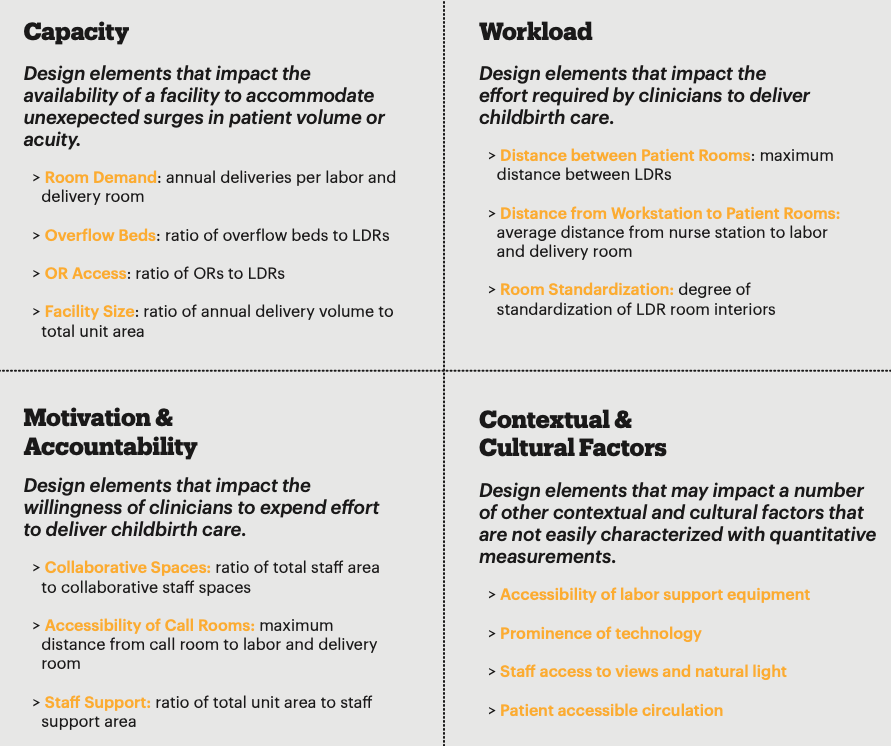 Capacity
Design elements that impact the
availability of a facility to accommodate
unexepected surges in patient volume or
acuity.
> Room Demand: annual deliveries per labor and
delivery room
> Overflow Beds: ratio of overflow beds to LDRs
> OR Access: ratio of ORs to LDRs
> Facility Size: ratio of annual delivery volume to
total unit area
Workload
Design elements that impact the
effort required by clinicians to deliver
childbirth care.
> Distance between Patient Rooms: maximum
distance between LDRs
> Distance from Workstation to Patient Rooms:
average distance from nurse station to labor
and delivery room
> Room Standardization: degree of
standardization of LDR room interiors
Motivation &
Accountability
Design elements that impact the
willingness of clinicians to expend effort
to deliver childbirth care.
> Collaborative Spaces: ratio of total staff area
to collaborative staff spaces
> Accessibility of Call Rooms: maximum
distance from call room to labor and delivery
room
> Staff Support: ratio of total unit area to staff
support area
Contextual &
Cultural Factors
Design elements that may impact a number
of other contextual and cultural factors that
are not easily characterized with quantitative
measurements.
> Accessibility of labor support equipment
> Prominence of technology
> Staff access to views and natural light
> Patient accessible circulation